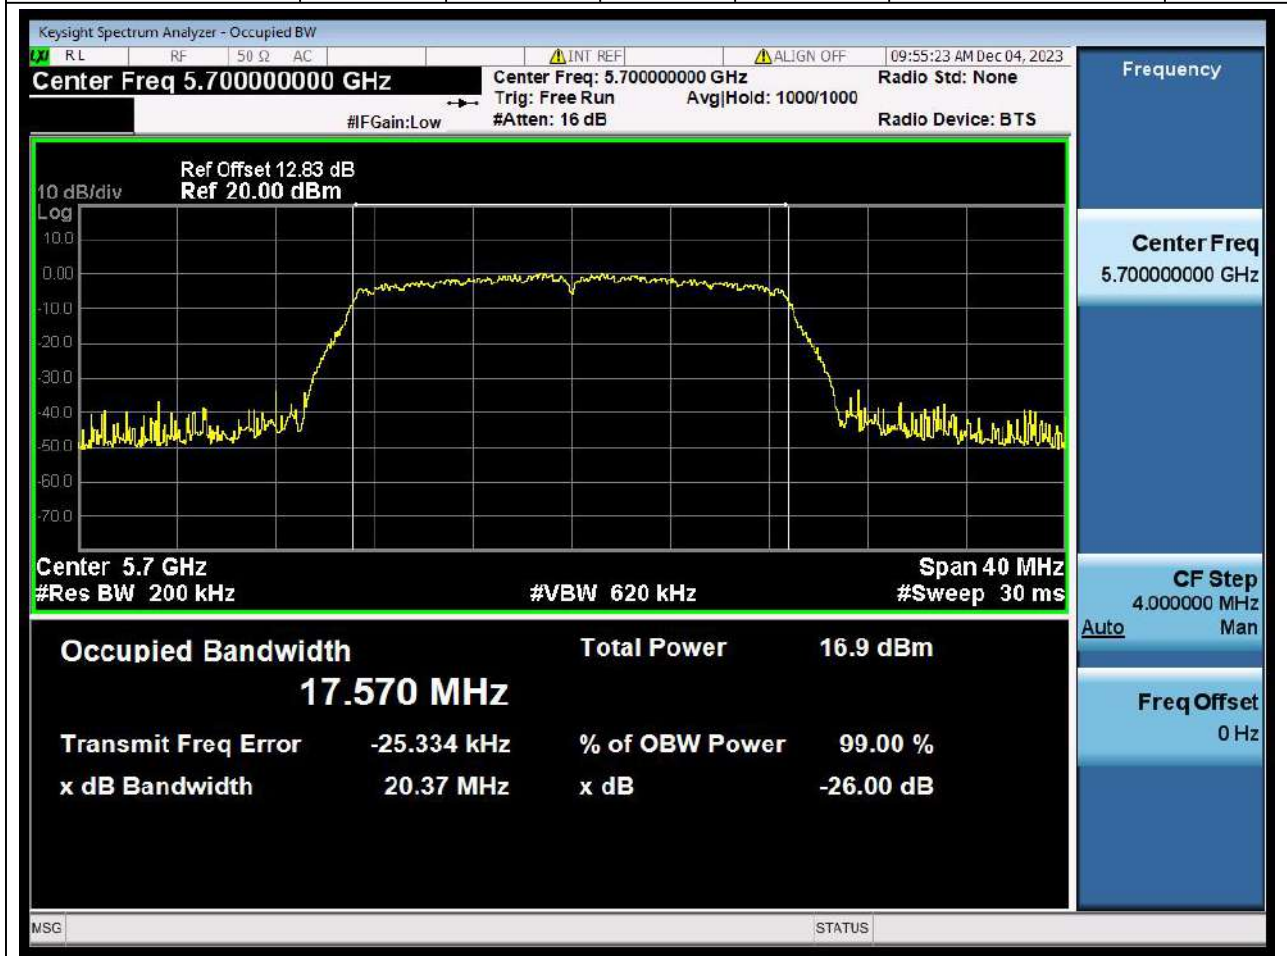 Keysight Spectrum Analyzer - Occupied BW
LXI RL RF 50 Ω AC ⚠INT REF ⚠ALIGN OFF 09:55:23 AM Dec 04, 2023
Center Freq 5.700000000 GHz
Center Freq: 5.700000000 GHz Radio Std: None
Trig: Free Run Avg|Hold: 1000/1000
#IFGain:Low #Atten: 16 dB Radio Device: BTS
Ref Offset 12.83 dB
10 dB/div Ref 20.00 dBm
Log
10.0
0.00
-10.0
-20.0
-30.0
-40.0
-50.0
-60.0
-70.0
Center 5.7 GHz Span 40 MHz
#Res BW 200 kHz #VBW 620 kHz #Sweep 30 ms
Occupied Bandwidth Total Power 16.9 dBm
17.570 MHz
Transmit Freq Error -25.334 kHz % of OBW Power 99.00 %
x dB Bandwidth 20.37 MHz x dB -26.00 dB
MSG STATUS
Frequency
Center Freq
5.700000000 GHz
CF Step
4.000000 MHz
Auto Man
Freq Offset
0 Hz